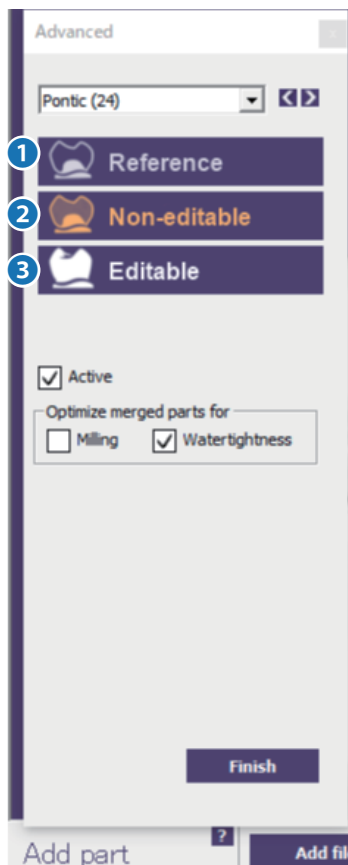 Advanced
x
Pontic (24)
1 Reference
2 Non-editable
3 Editable
Active
Optimize merged parts for
Milling Watertightness
Finish
?
Add part Add fil